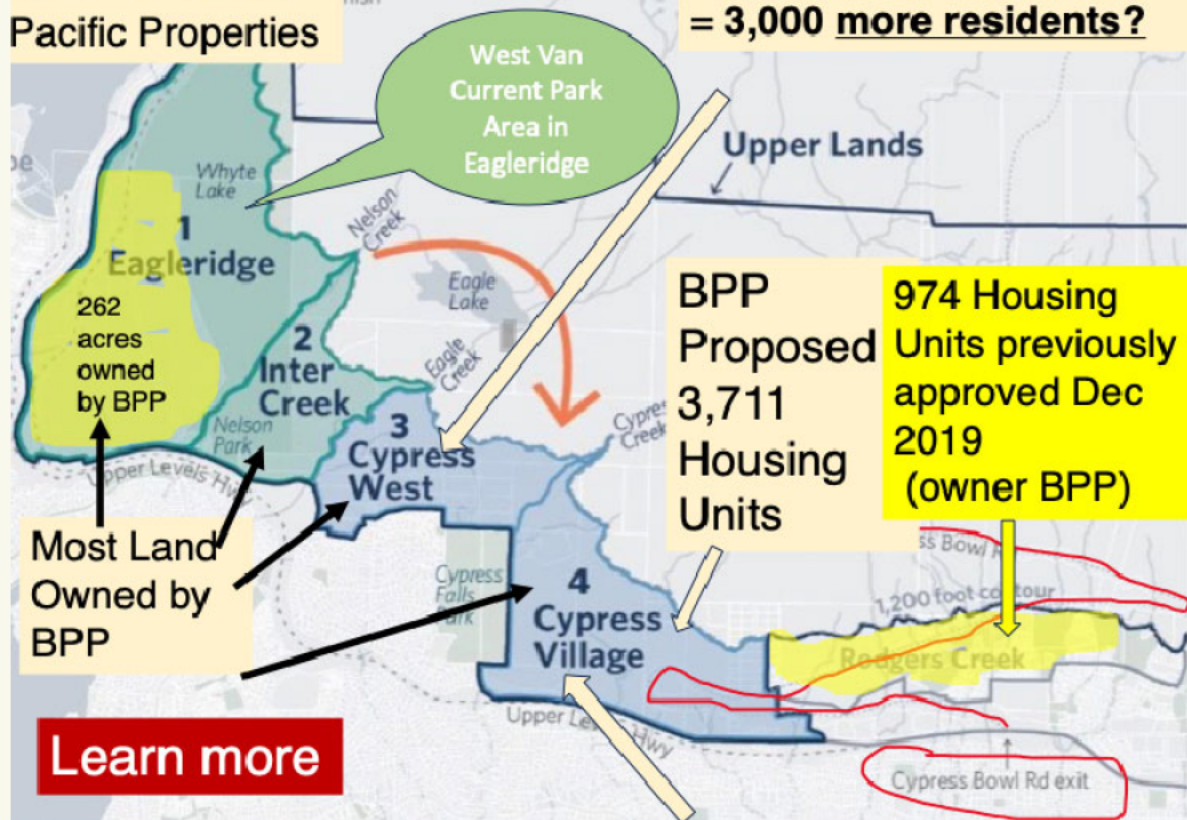 Pacific Properties
= 3,000 more residents?
West Van
Current Park
Area in
Eagleridge
Upper Lands
Whyte
Lake
Nelson
Creek
1
Eagleridge
262
acres
owned
by BPP
Eagle
Lake
2
Inter
Creek
Eagle
Creek
BPP
Proposed
3,711
Housing
Units
974 Housing
Units previously
approved Dec
2019
(owner BPP)
Nelson
Park
3
Cypress
West
Creek
Upper Levels Hwy
Most Land
Owned by
BPP
Cypress
Falls
4
Cypress
Village
1,200 foot contour
Rodgers Creek
Upper Levels Hwy
Learn more
Cypress Bowl Rd exit